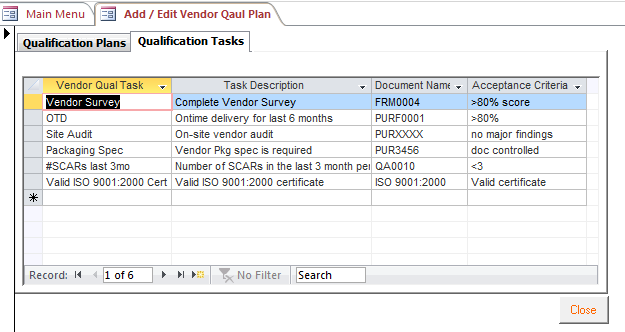 Main Menu Add / Edit Vendor Qaul Plan
Qualification Plans Qualification Tasks
Vendor Qual Task Task Description Document Name Acceptance Criteria
Vendor Survey Complete Vendor Survey FRM0004 >80% score
OTD Ontime delivery for last 6 months PURF0001 >80%
Site Audit On-site vendor audit PURXXXX no major findings
Packaging Spec Vendor Pkg spec is required PUR3456 doc controlled
#SCARs last 3mo Number of SCARs in the last 3 month per QA0010 <3
Valid ISO 9001:2000 Cert Valid ISO 9001:2000 certificate ISO 9001:2000 Valid certificate
Record: 1 of 6 No Filter Search
Close